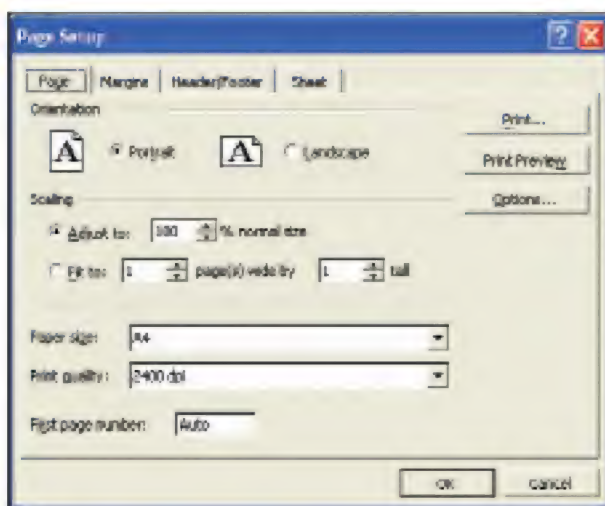 Page Setup
Page Margins Header/Footer Sheet
Orientation
A Portrait A Landscape
Print...
Print Preview
Options...
Scaling
Adjust to: 100 % normal size
Fit to: 1 page(s) wide by 1 tall
Paper size: A4
Print quality: 2400 dpi
First page number: Auto
OK Cancel